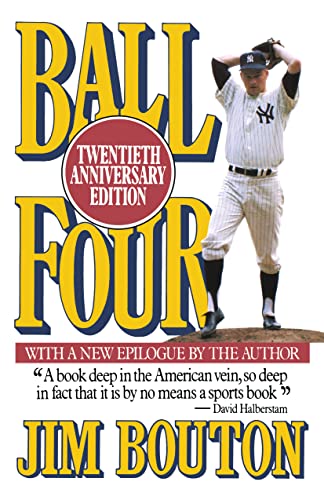 BALL
TWENTIETH
ANNIVERSARY
EDITION
FOUR
WITH A NEW EPILOGUE BY THE AUTHOR
“A book deep in the American vein, so deep
in fact that it is by no means a sports book”
— David Halberstam
JIM BOUTON